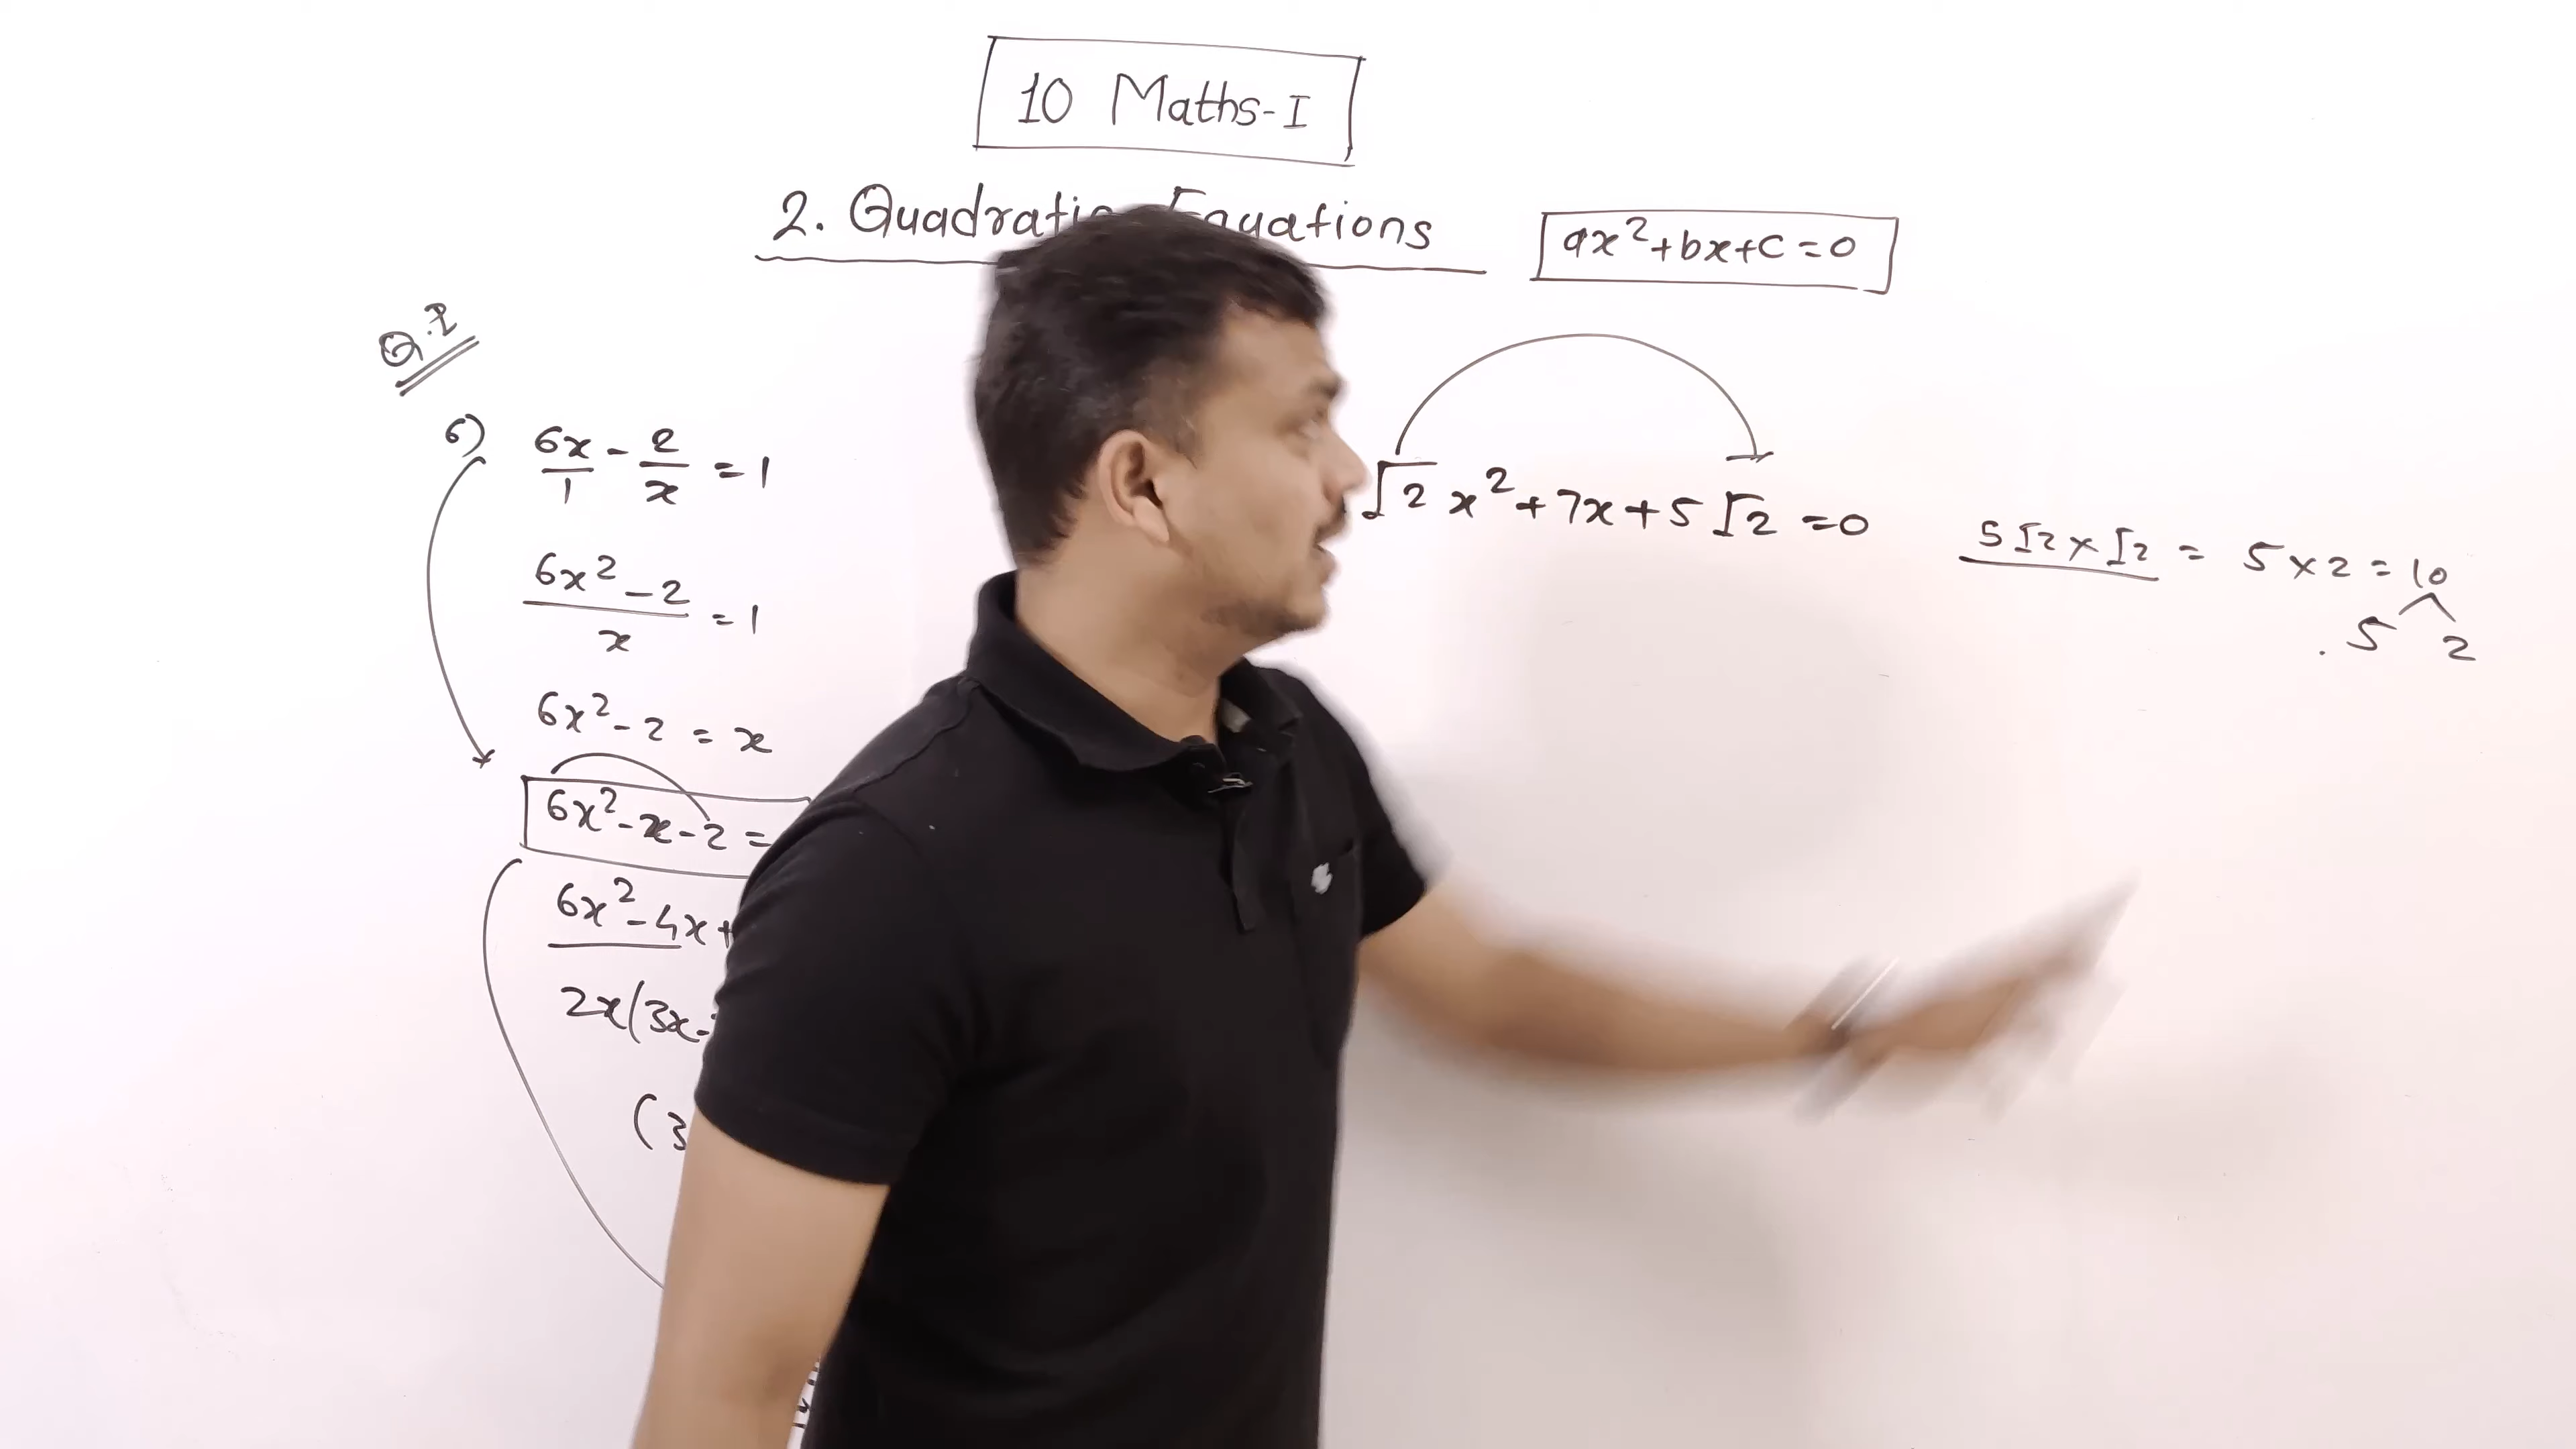 10 Maths-I
2. Quadratic Equations
ax²+bx+c=0
Q.2
6) 6x/1 - 2/x = 1
6x²-2/x = 1
6x²-2 = x
6x²-x-2 =
6x²-4x+
2x(3x-
(3
√2 x²+7x+5√2 =0
5√2×√2 = 5×2=10
5 2